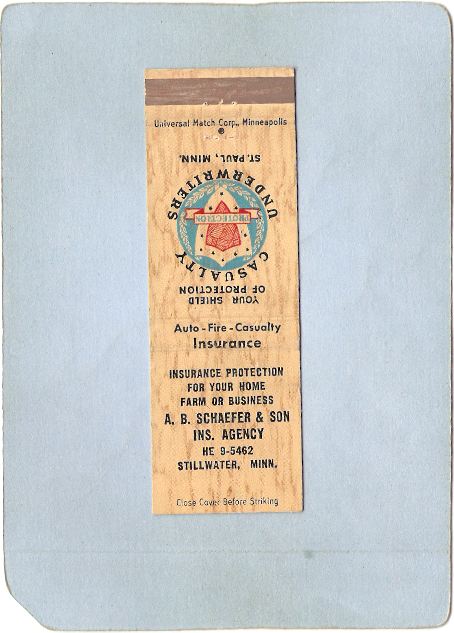 Universal Match Corp., Minneapolis
ST. PAUL, MINN.
UNDERWRITERS
PROTECTION
CASUALTY
YOUR SHIELD
OF PROTECTION
Auto - Fire - Casualty
Insurance
INSURANCE PROTECTION
FOR YOUR HOME
FARM OR BUSINESS
A. B. SCHAEFER & SON
INS. AGENCY
HE 9-5462
STILLWATER, MINN.
Close Cover Before Striking